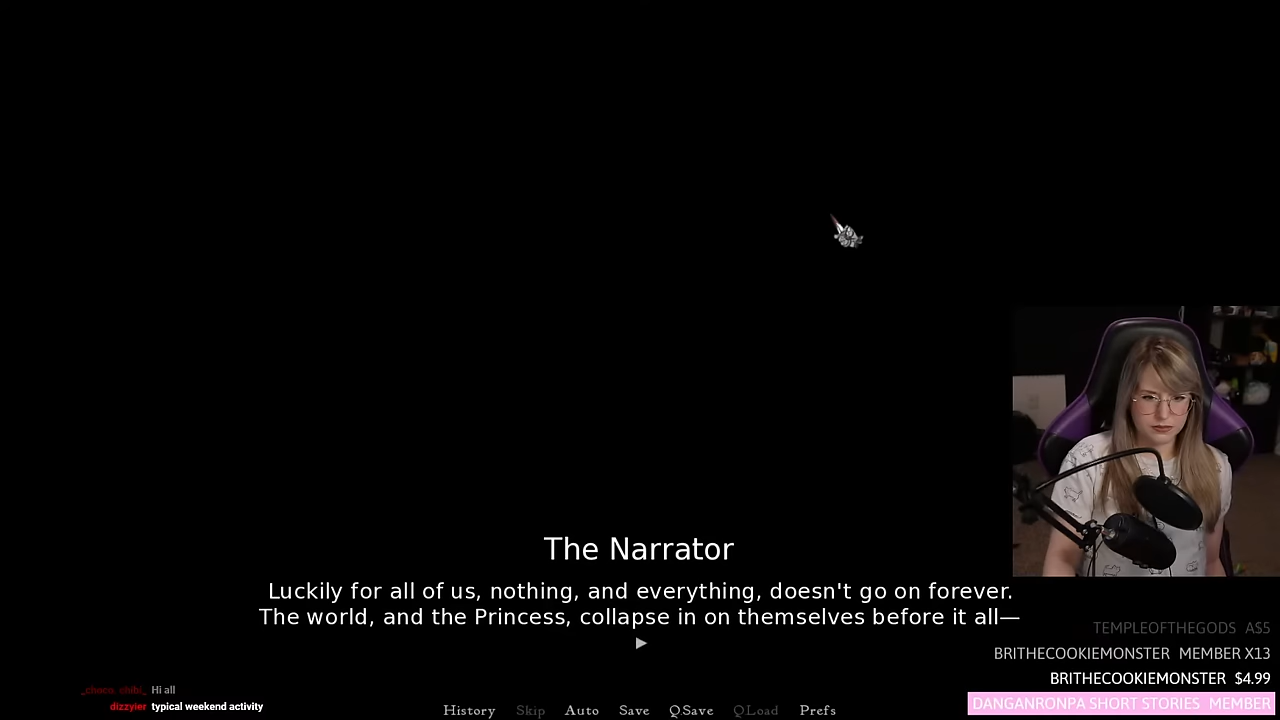 The Narrator
Luckily for all of us, nothing, and everything, doesn't go on forever.
The world, and the Princess, collapse in on themselves before it all—
TEMPLEOFTHEGODS A$5
BRITHECOOKIEMONSTER MEMBER X13
BRITHECOOKIEMONSTER $4.99
DANGANRONPA SHORT STORIES MEMBER
_choco_chibi_ Hi all
dizzyier typical weekend activity
History Skip Auto Save QSave QLoad Prefs